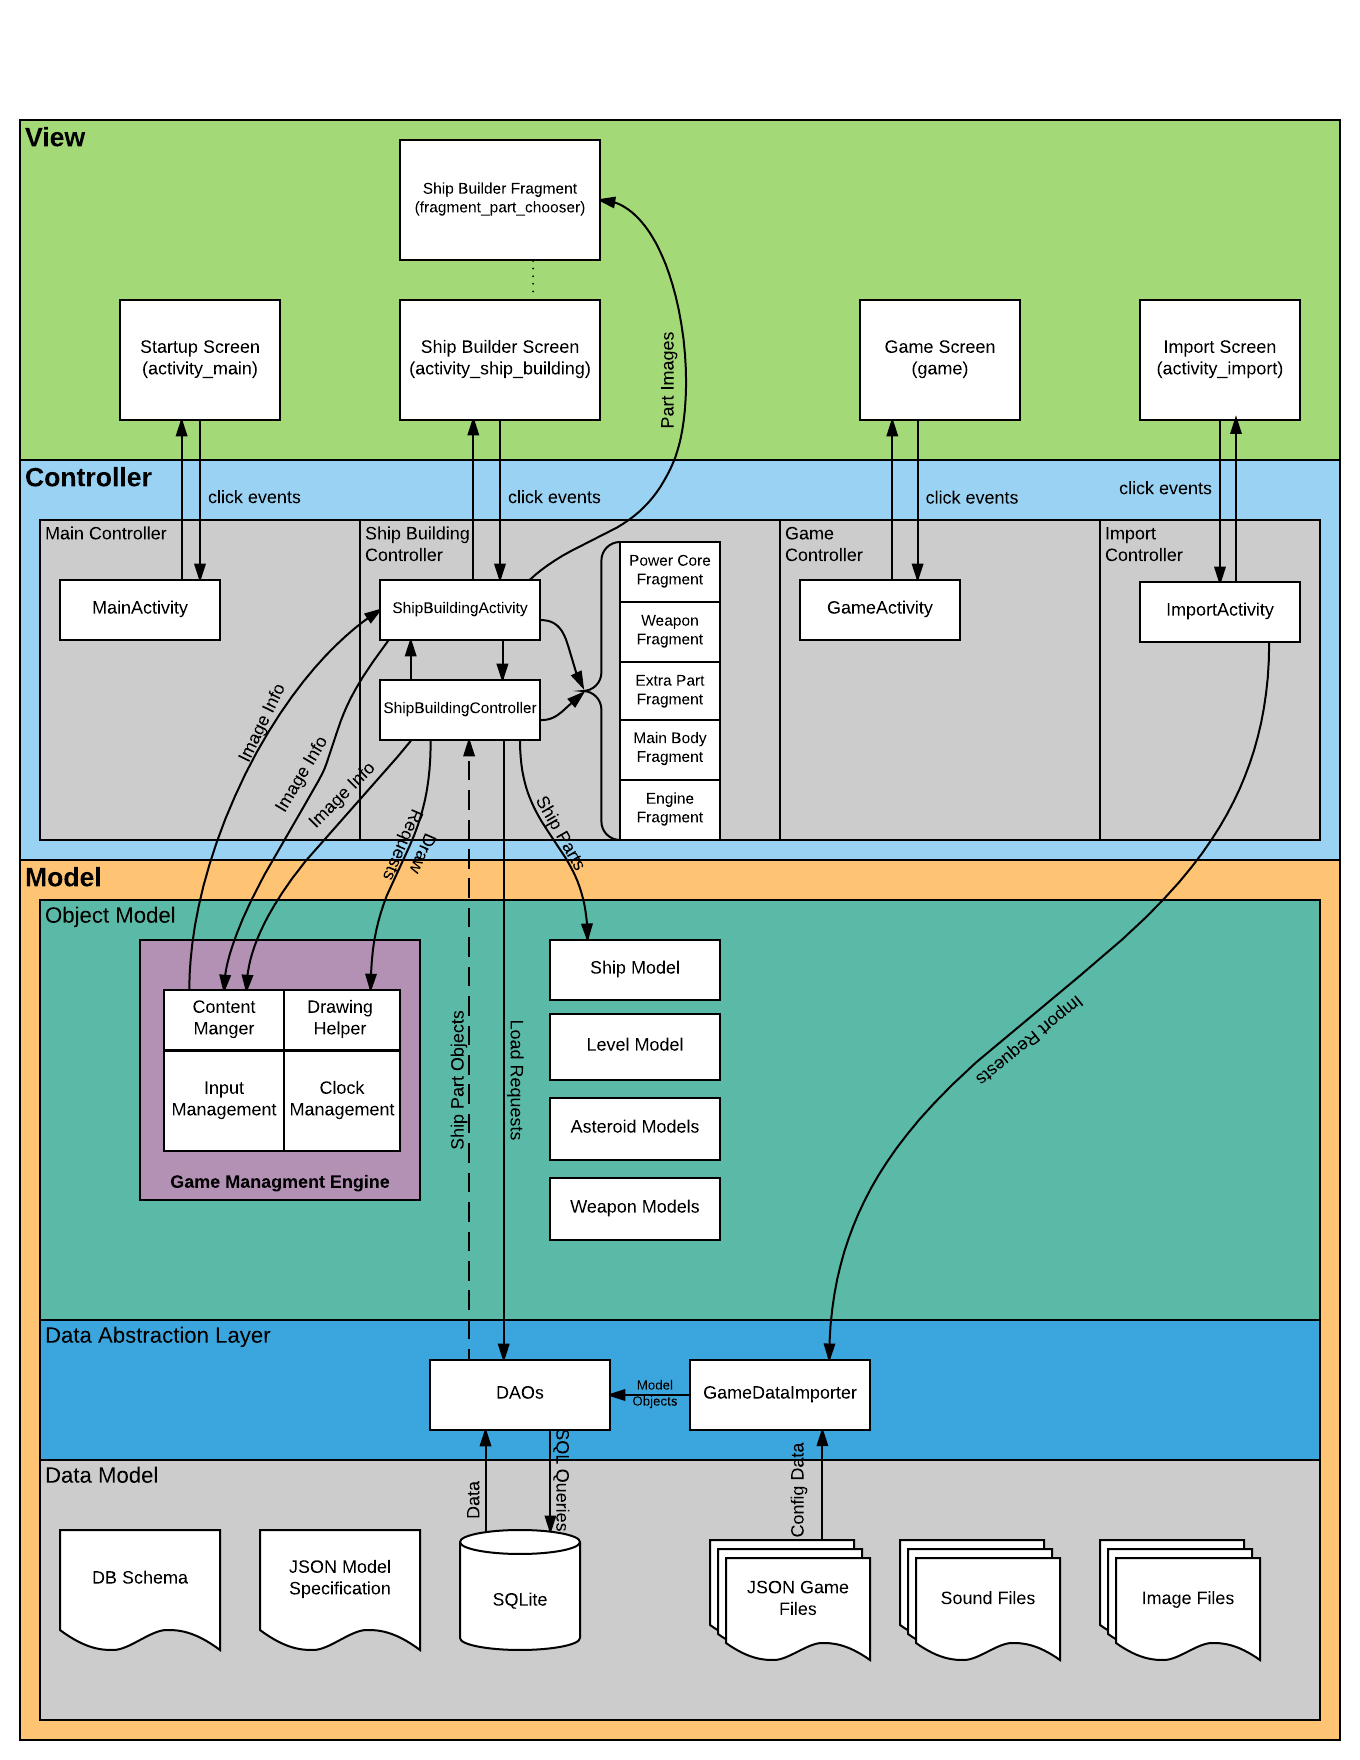 View
Ship Builder Fragment
(fragment_part_chooser)
Startup Screen
(activity_main)
Ship Builder Screen
(activity_ship_building)
Part Images
Game Screen
(game)
Import Screen
(activity_import)
Controller
click events
click events
click events
click events
Main Controller
Ship Building
Controller
Game
Controller
Import
Controller
MainActivity
ShipBuildingActivity
ShipBuildingController
Power Core
Fragment
Weapon
Fragment
Extra Part
Fragment
Main Body
Fragment
Engine
Fragment
GameActivity
ImportActivity
Image Info
Image Info
Image Info
Draw
Requests
Ship Parts
Model
Object Model
Content
Manger
Drawing
Helper
Input
Management
Clock
Management
Game Managment Engine
Ship Part Objects
Load Requests
Ship Model
Level Model
Asteroid Models
Weapon Models
Import Requests
Data Abstraction Layer
DAOs
Model
Objects
GameDataImporter
Data Model
Data
SQL Queries
Config Data
DB Schema
JSON Model
Specification
SQLite
JSON Game
Files
Sound Files
Image Files